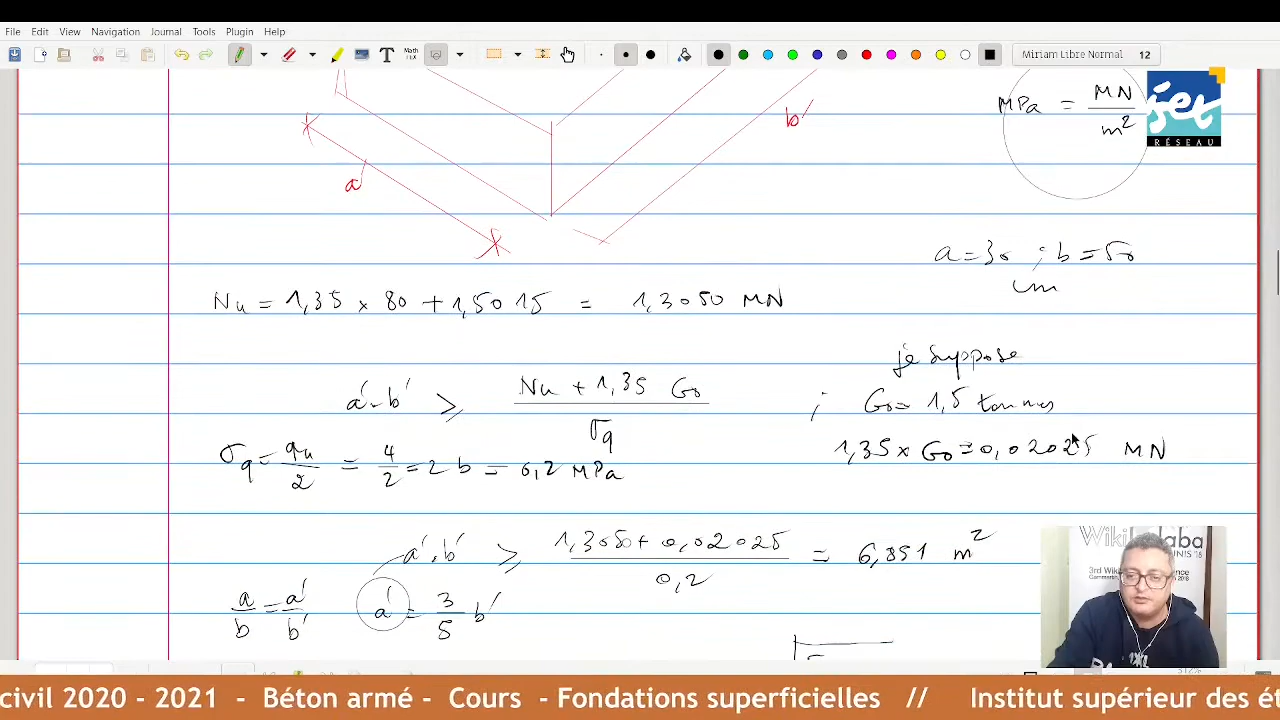 File Edit View Navigation Journal Tools Plugin Help
T Math Miriam Libre Normal 12
MPa = MN / m²
iset
RÉSEAU
b'
a'
a = 30 ; b = 50
cm
Nu = 1,35 x 80 + 1,50 15 = 1,3050 MN
je suppose
a' . b' ⩾ Nu + 1,35 G0 / σq ; G0 = 1,5 tonnes
σq = qu / 2 = 4 / 2 = 2 b = 0,2 MPa
1,35 x G0 = 0,02025 MN
a' . b' ⩾ 1,3050 + 0,02025 / 0,2 = 6,851 m²
a / b = a' / b' a' = 3 / 5 b'
3rd Wiki
civil 2020 - 2021 - Béton armé - Cours - Fondations superficielles // Institut supérieur des ét